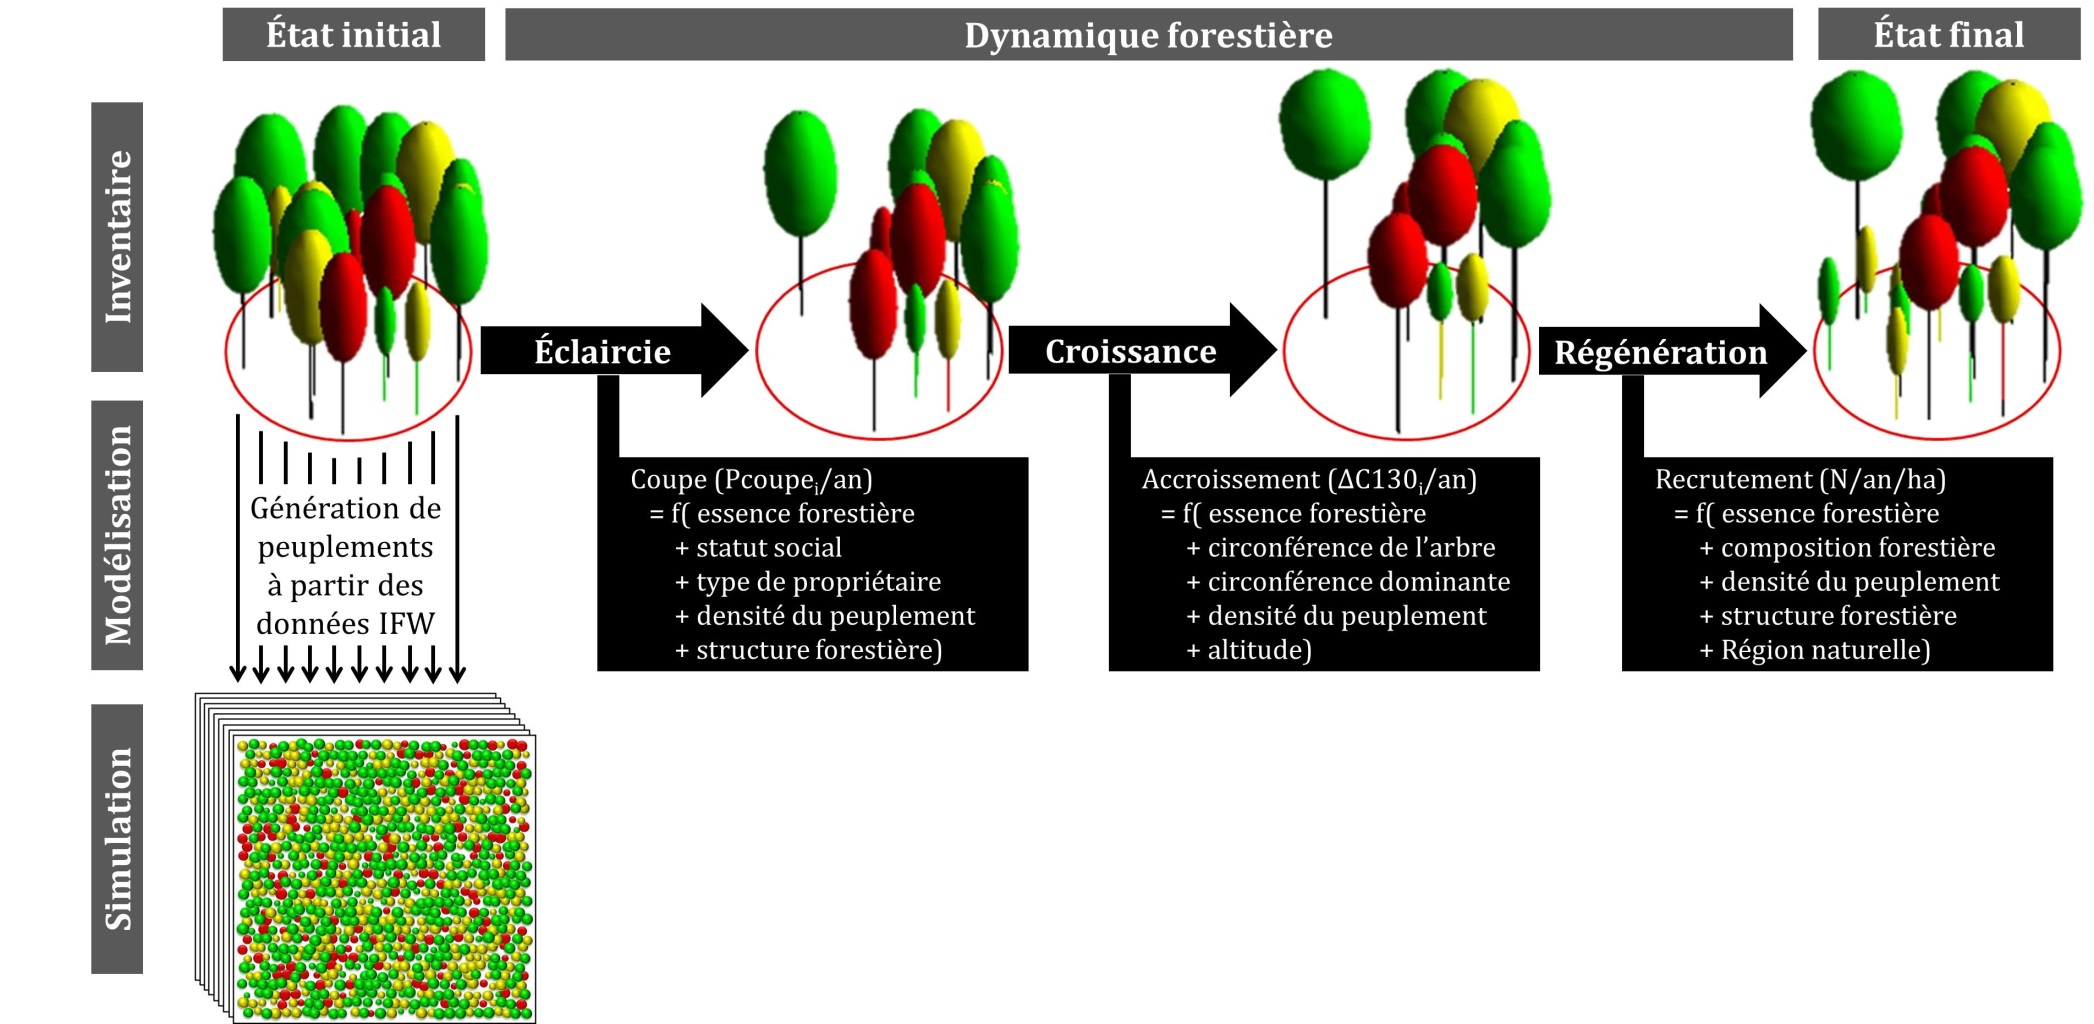 État initial
Dynamique forestière
État final
Inventaire
Éclaircie
Croissance
Régénération
Modélisation
Génération de
peuplements
à partir des
données IFW
Coupe (Pcoupeᵢ/an)
= f( essence forestière
+ statut social
+ type de propriétaire
+ densité du peuplement
+ structure forestière)
Accroissement (ΔC130ᵢ/an)
= f( essence forestière
+ circonférence de l’arbre
+ circonférence dominante
+ densité du peuplement
+ altitude)
Recrutement (N/an/ha)
= f( essence forestière
+ composition forestière
+ densité du peuplement
+ structure forestière
+ Région naturelle)
Simulation